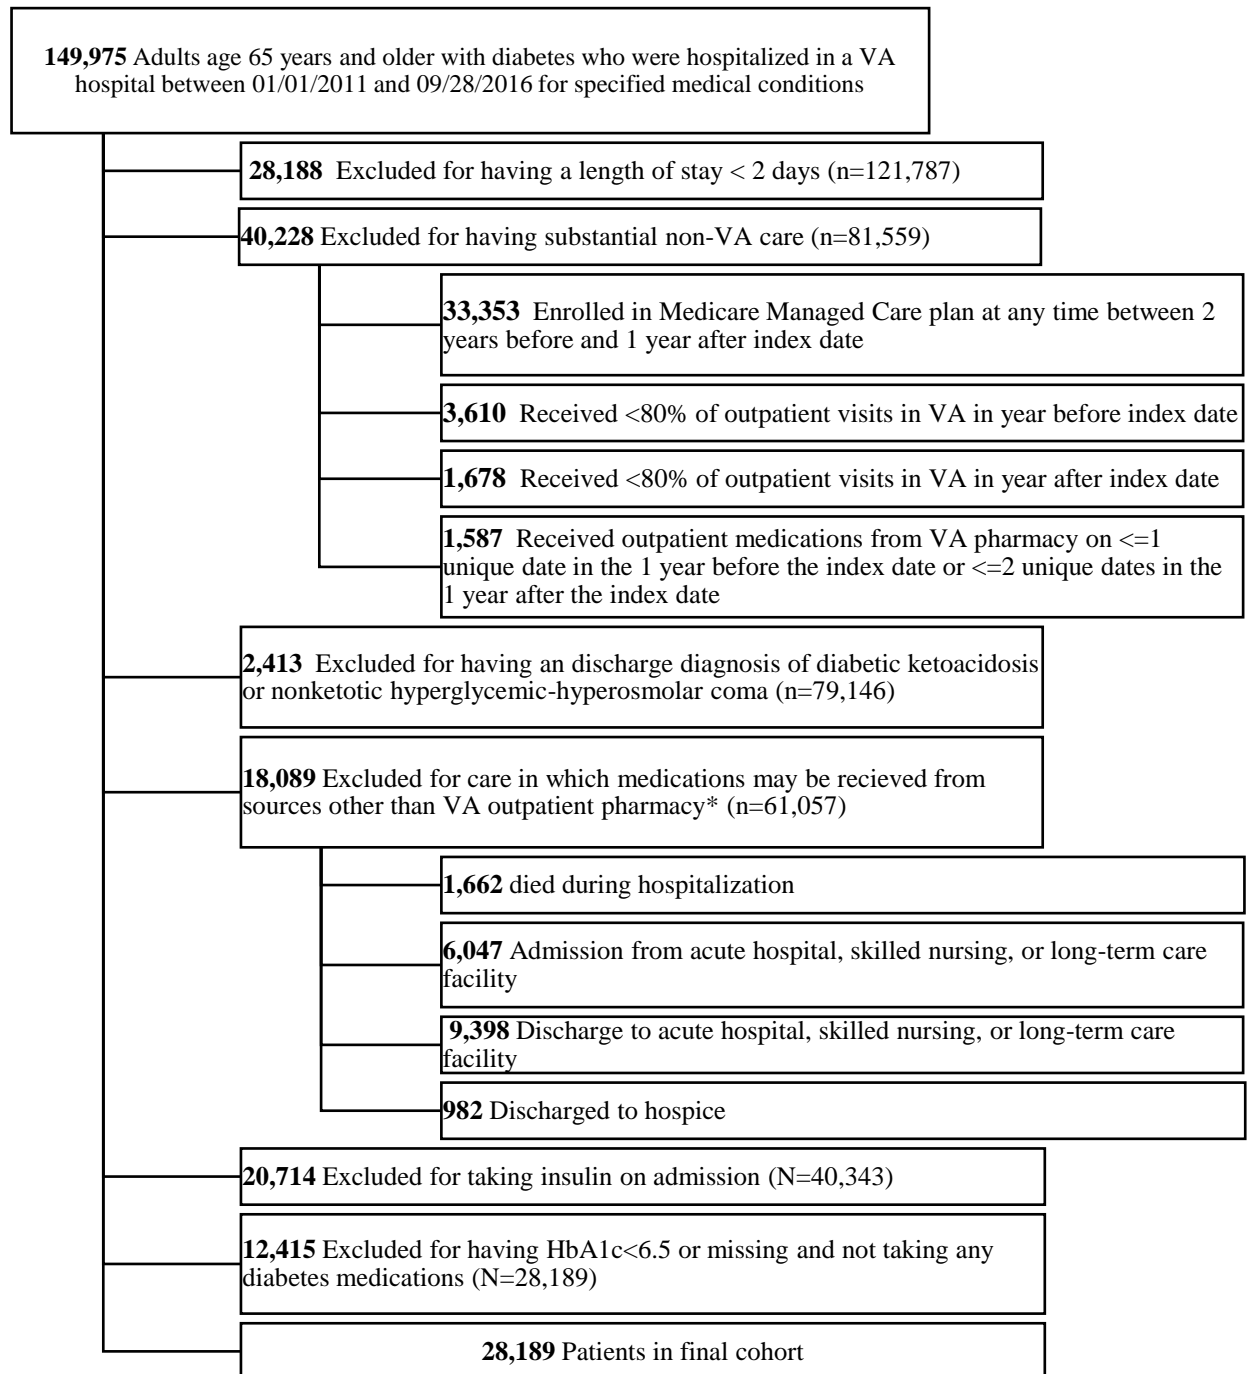 149,975 Adults age 65 years and older with diabetes who were hospitalized in a VA
hospital between 01/01/2011 and 09/28/2016 for specified medical conditions
28,188 Excluded for having a length of stay < 2 days (n=121,787)
40,228 Excluded for having substantial non-VA care (n=81,559)
33,353 Enrolled in Medicare Managed Care plan at any time between 2
years before and 1 year after index date
3,610 Received <80% of outpatient visits in VA in year before index date
1,678 Received <80% of outpatient visits in VA in year after index date
1,587 Received outpatient medications from VA pharmacy on <=1
unique date in the 1 year before the index date or <=2 unique dates in the
1 year after the index date
2,413 Excluded for having an discharge diagnosis of diabetic ketoacidosis
or nonketotic hyperglycemic-hyperosmolar coma (n=79,146)
18,089 Excluded for care in which medications may be recieved from
sources other than VA outpatient pharmacy* (n=61,057)
1,662 died during hospitalization
6,047 Admission from acute hospital, skilled nursing, or long-term care
facility
9,398 Discharge to acute hospital, skilled nursing, or long-term care
facility
982 Discharged to hospice
20,714 Excluded for taking insulin on admission (N=40,343)
12,415 Excluded for having HbA1c<6.5 or missing and not taking any
diabetes medications (N=28,189)
28,189 Patients in final cohort